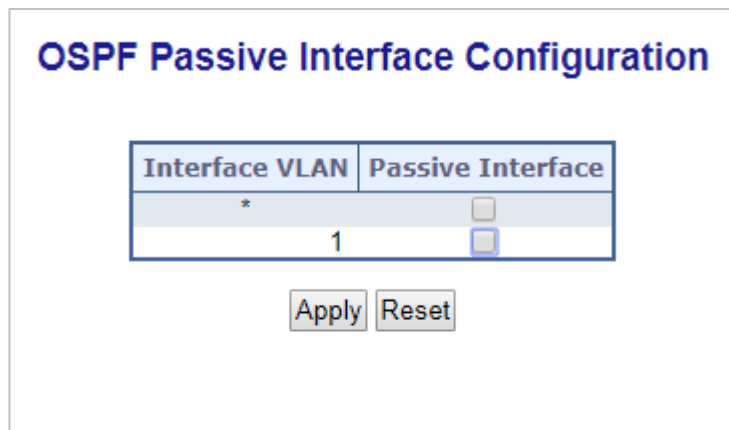 OSPF Passive Interface Configuration
Interface VLAN Passive Interface
*
1
Apply Reset